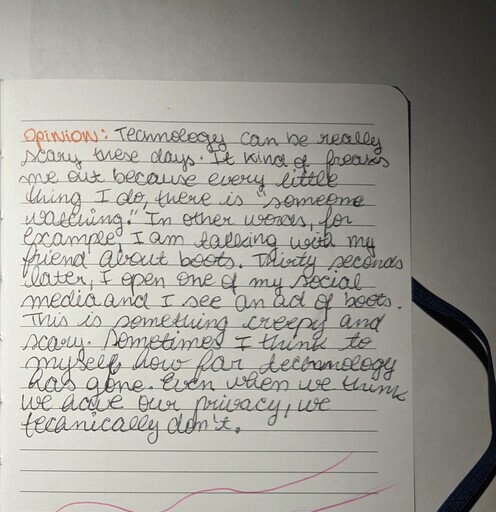 OPINION: Technology can be really
scary these days. It kind of freaks
me out because every little
thing I do, there is "someone
watching." In other words, for
example, I am talking with my
friend about boots. Thirty seconds
later, I open one of my social
media and I see an ad of boots.
This is something creepy and
scary. Sometimes I think to
myself how far technology
has gone. Even when we think
we have our privacy, we
technically don't.